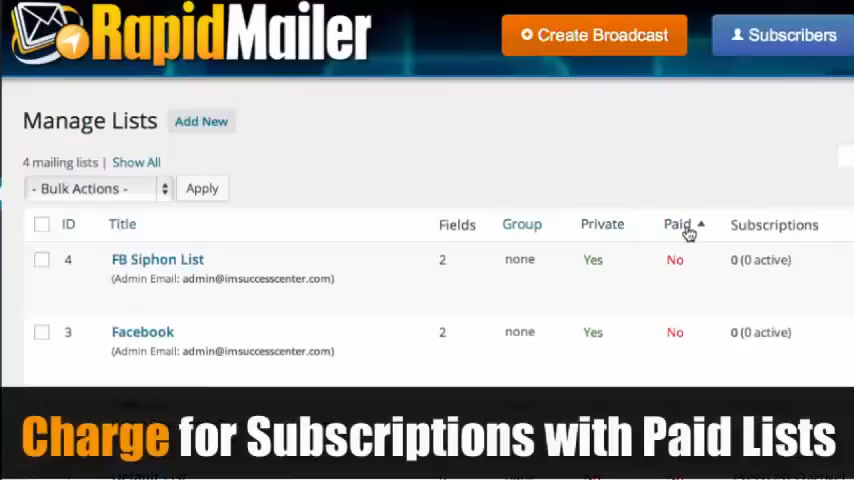 RapidMailer
Create Broadcast
Subscribers
Manage Lists Add New
4 mailing lists | Show All
- Bulk Actions - Apply
ID Title Fields Group Private Paid Subscriptions
4 FB Siphon List 2 none Yes No 0 (0 active)
(Admin Email: admin@imsuccesscenter.com)
3 Facebook 2 none Yes No 0 (0 active)
(Admin Email: admin@imsuccesscenter.com)
Charge for Subscriptions with Paid Lists